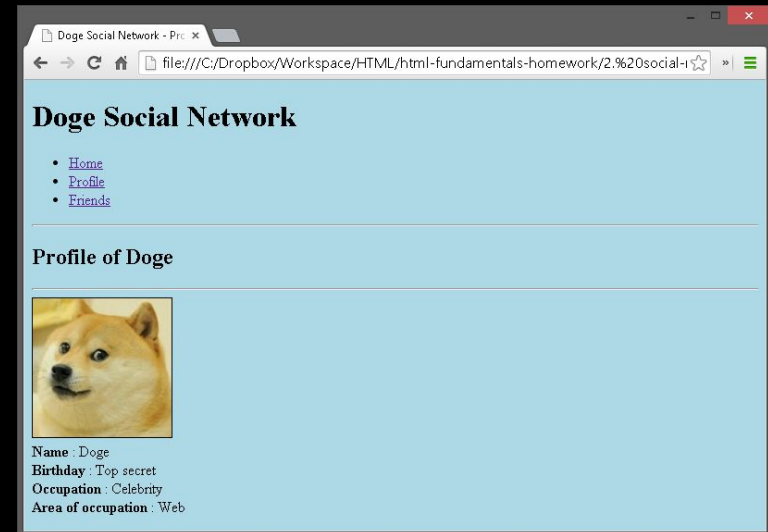 Doge Social Network - Pro
file:///C:/Dropbox/Workspace/HTML/html-fundamentals-homework/2.%20social-
Doge Social Network
Home
Profile
Friends
Profile of Doge
Name : Doge
Birthday : Top secret
Occupation : Celebrity
Area of occupation : Web